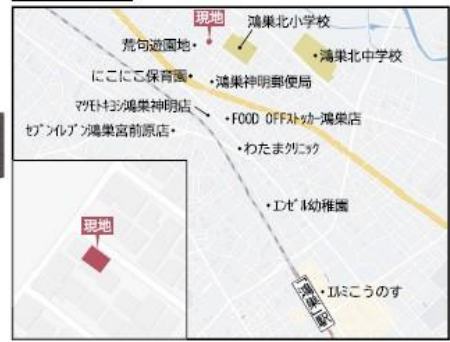 現地
鴻巣北小学校
荒句遊園地・
・鴻巣北中学校
にこにこ保育園・
・鴻巣神明郵便局
マツモトキヨシ鴻巣神明店
・FOOD OFFストッカー鴻巣店
セブンイレブン鴻巣宮前原店・
・わたまクリニック
・エンゼル幼稚園
現地
「鴻巣」駅
・エルミこうのす